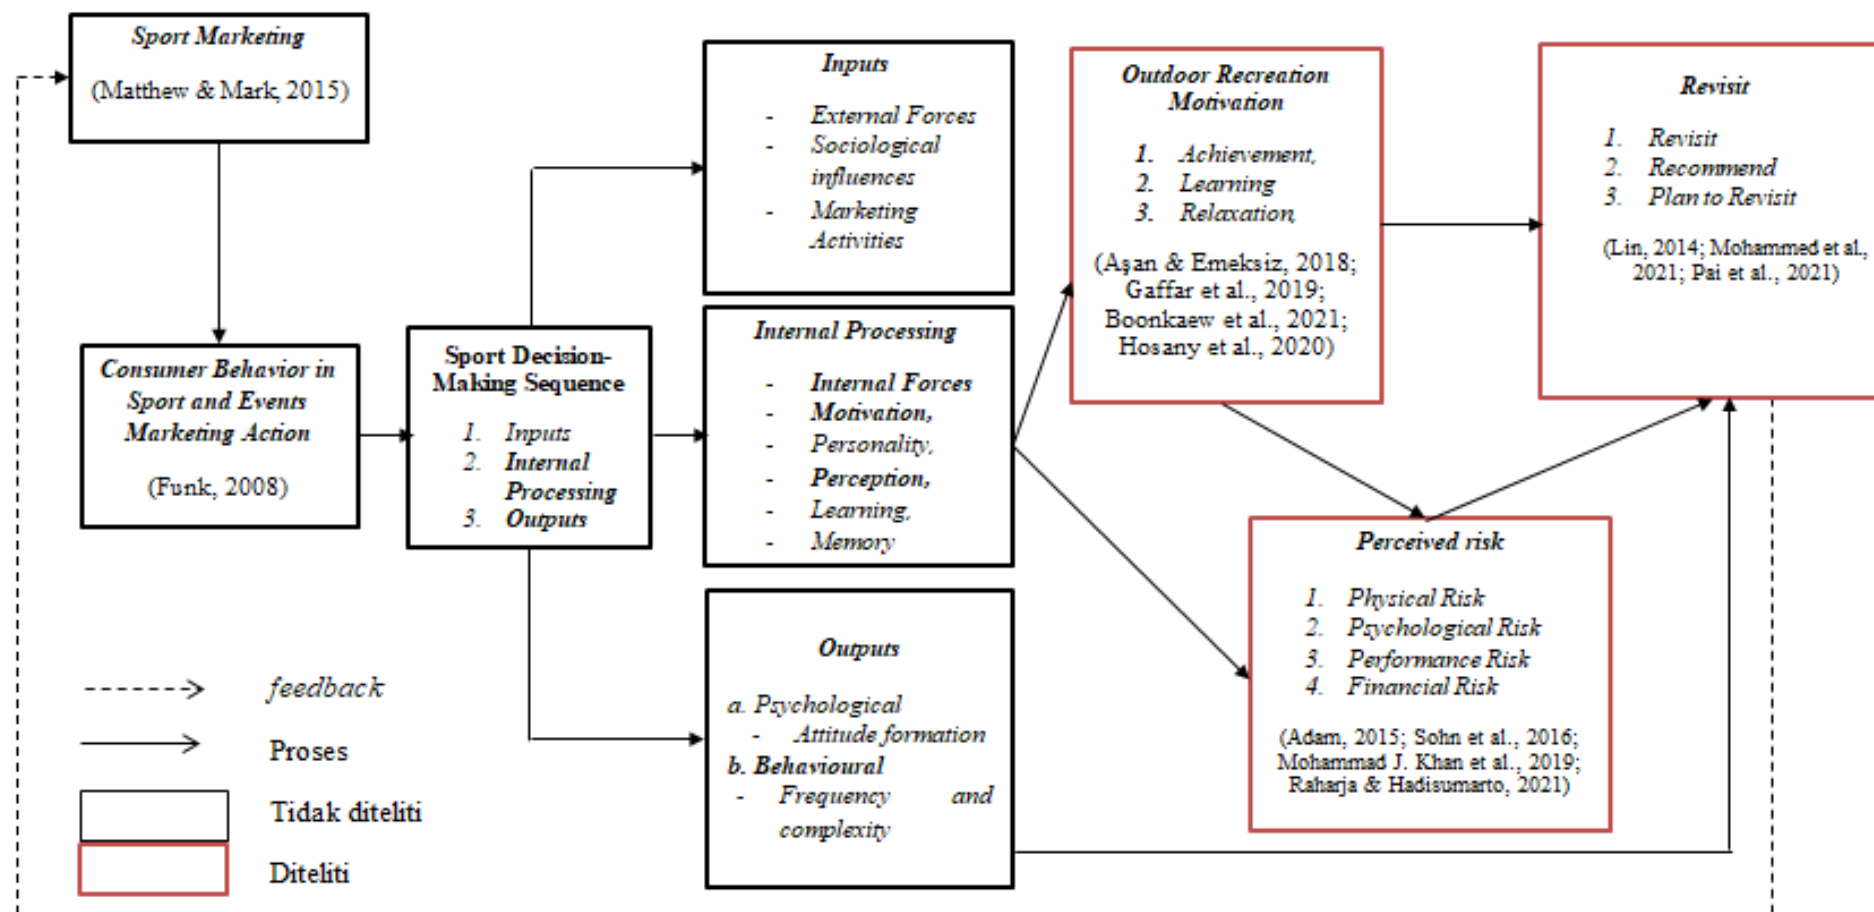 Sport Marketing
(Matthew & Mark, 2015)
Consumer Behavior in
Sport and Events
Marketing Action
(Funk, 2008)
Sport Decision-
Making Sequence
1. Inputs
2. Internal
Processing
3. Outputs
Inputs
- External Forces
- Sociological
influences
- Marketing
Activities
Internal Processing
- Internal Forces
- Motivation,
- Personality,
- Perception,
- Learning,
- Memory
Outputs
a. Psychological
- Attitude formation
b. Behavioural
- Frequency and
complexity
Outdoor Recreation
Motivation
1. Achievement,
2. Learning
3. Relaxation,
(Aşan & Emeksiz, 2018;
Gaffar et al., 2019;
Boonkaew et al., 2021;
Hosany et al., 2020)
Revisit
1. Revisit
2. Recommend
3. Plan to Revisit
(Lin, 2014; Mohammed et al.,
2021; Pai et al., 2021)
Perceived risk
1. Physical Risk
2. Psychological Risk
3. Performance Risk
4. Financial Risk
(Adam, 2015; Sohn et al., 2016;
Mohammad J. Khan et al., 2019;
Raharja & Hadisumarto, 2021)
feedback
Proses
Tidak diteliti
Diteliti